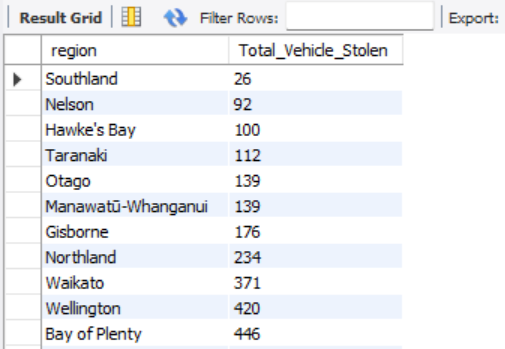 Result Grid Filter Rows: Export:
region Total_Vehicle_Stolen
Southland 26
Nelson 92
Hawke's Bay 100
Taranaki 112
Otago 139
Manawatū-Whanganui 139
Gisborne 176
Northland 234
Waikato 371
Wellington 420
Bay of Plenty 446